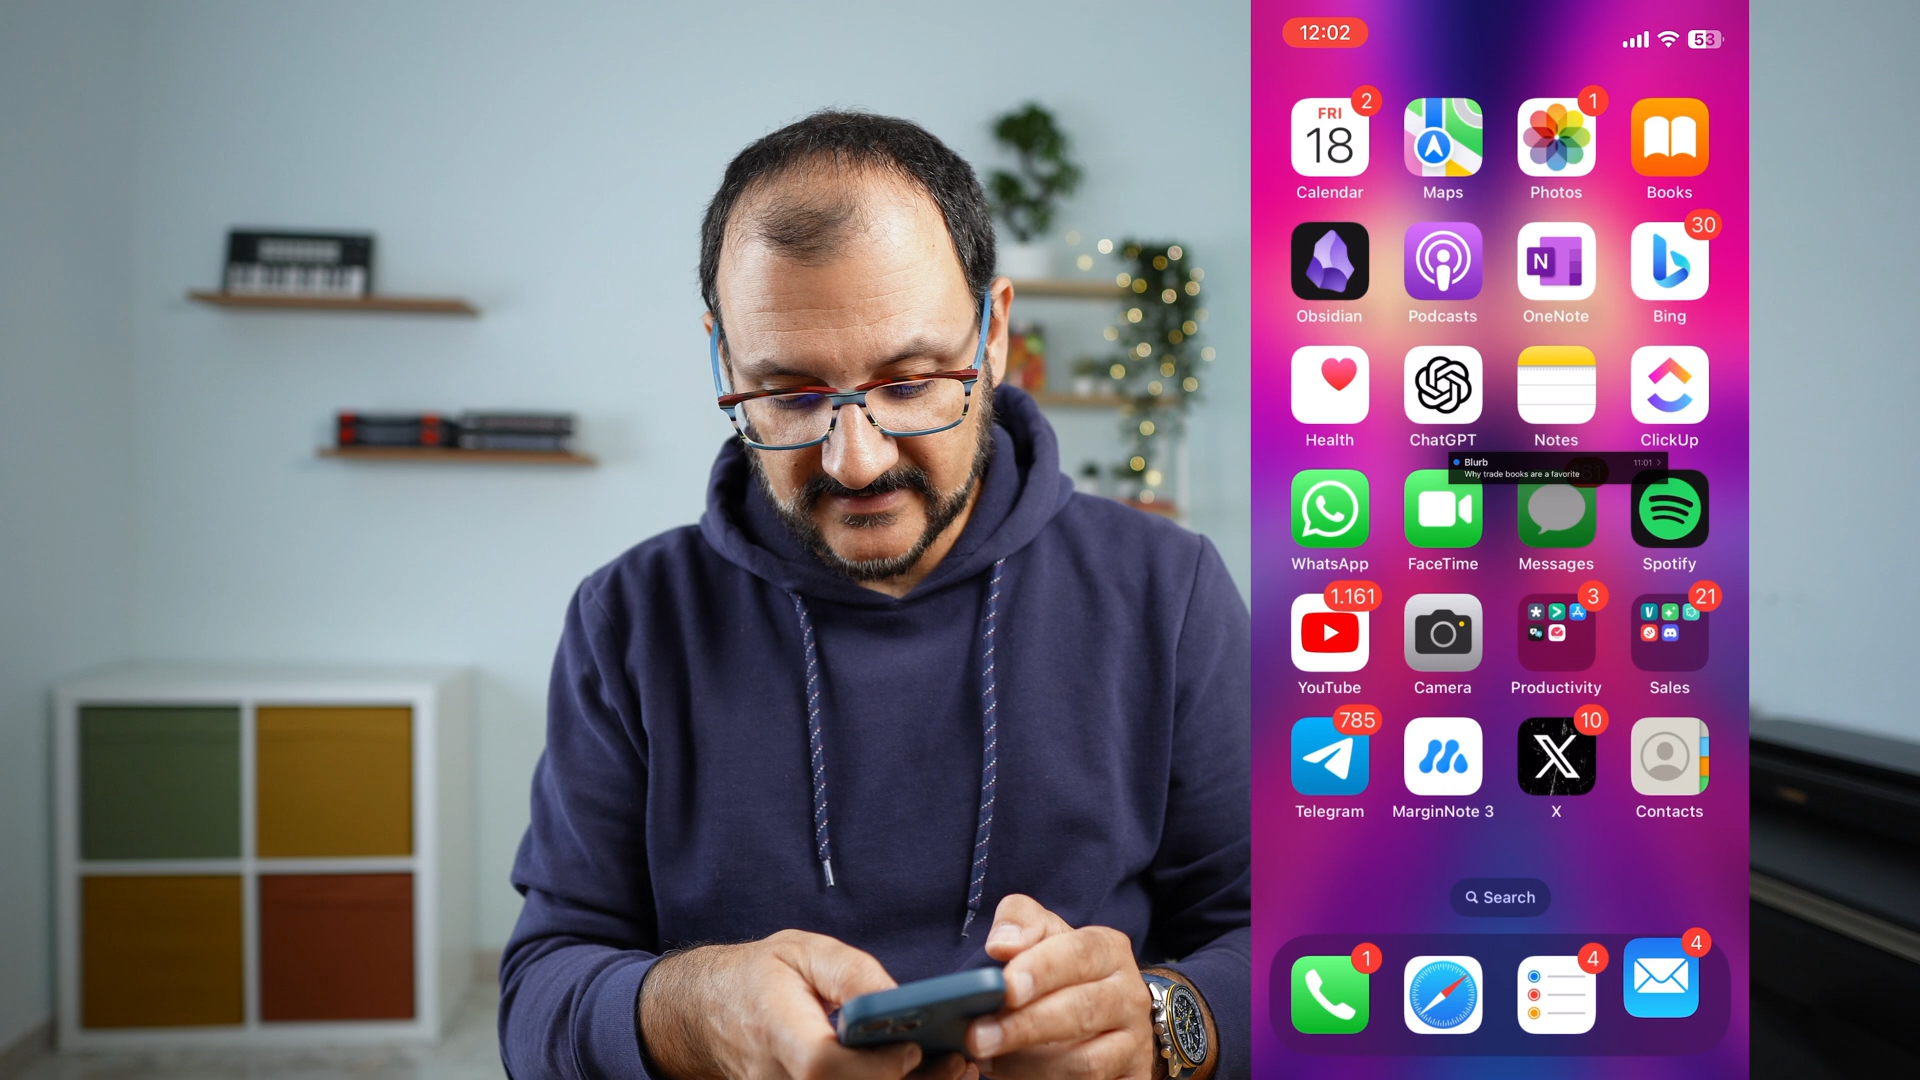 12:02
53
2
FRI
18
Calendar
Maps
1
Photos
Books
Obsidian
Podcasts
N
OneNote
30
Bing
Health
ChatGPT
Notes
ClickUp
Blurb
11:01
Why trade books are a favorite
WhatsApp
FaceTime
Messages
Spotify
1.161
YouTube
Camera
3
Productivity
21
Sales
785
Telegram
MarginNote 3
10
X
Contacts
Search
1
4
4